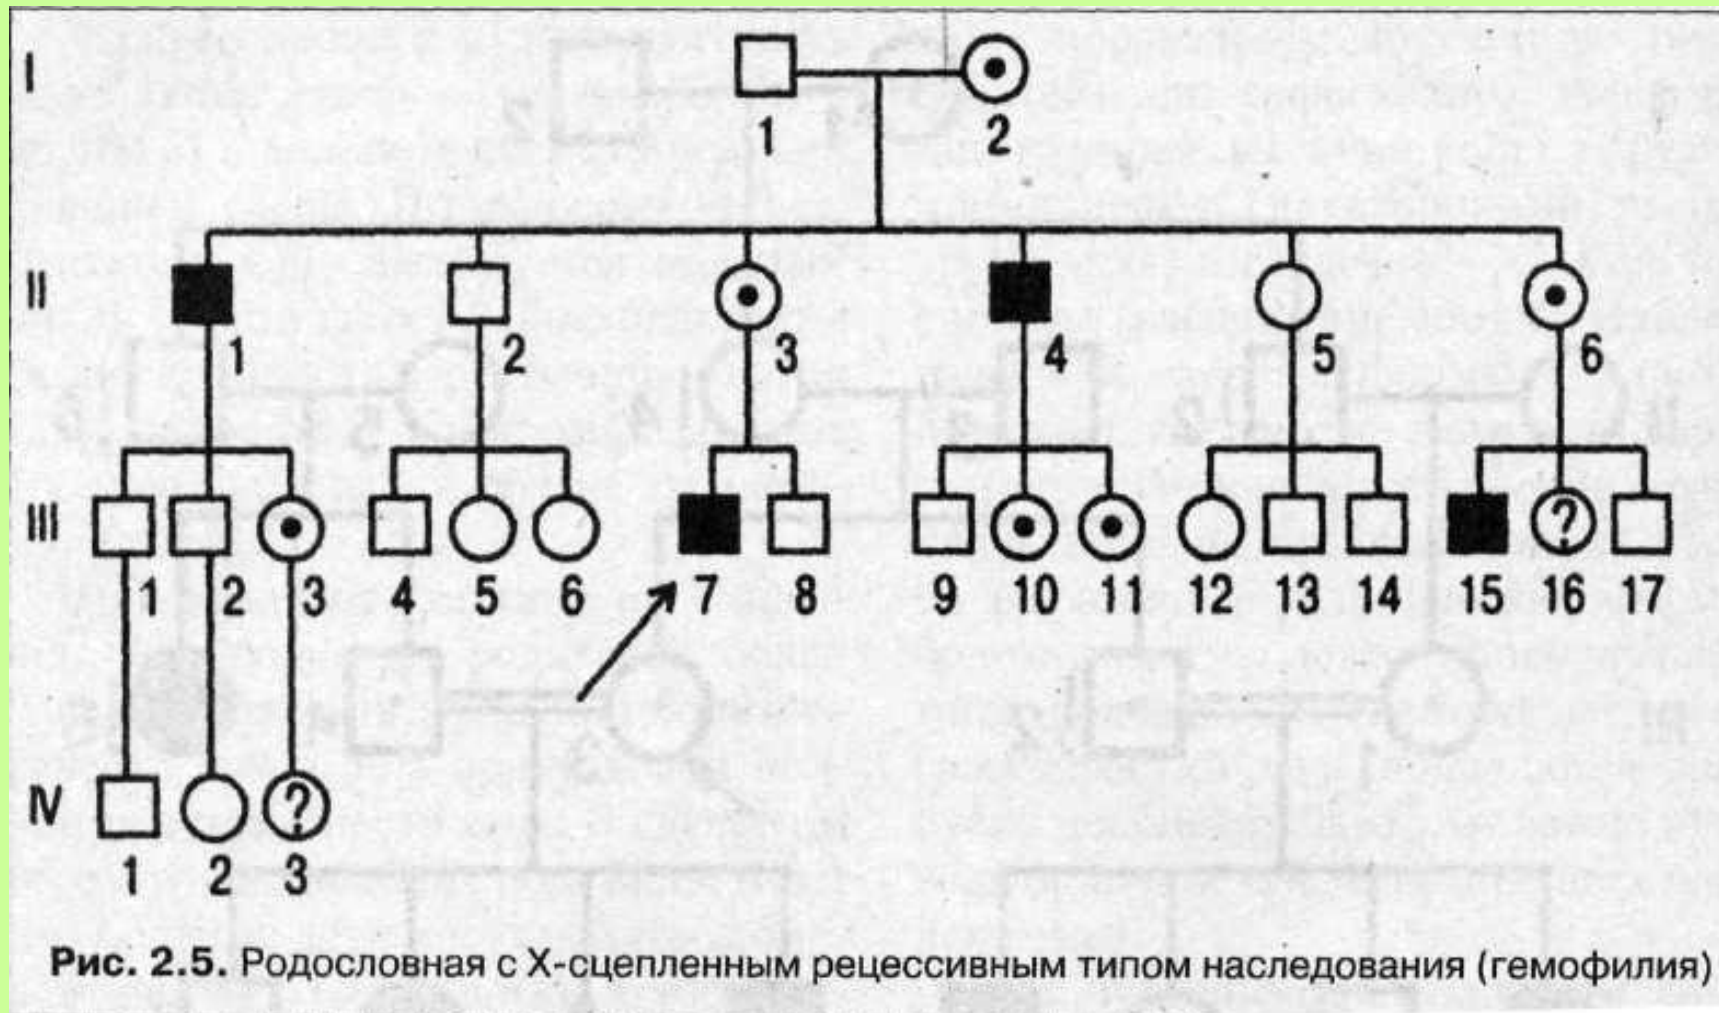 I
1 2
II
1 2 3 4 5 6
III
? 
1 2 3 4 5 6 7 8 9 10 11 12 13 14 15 16 17
IV
?
1 2 3
Рис. 2.5. Родословная с Х-сцепленным рецессивным типом наследования (гемофилия)